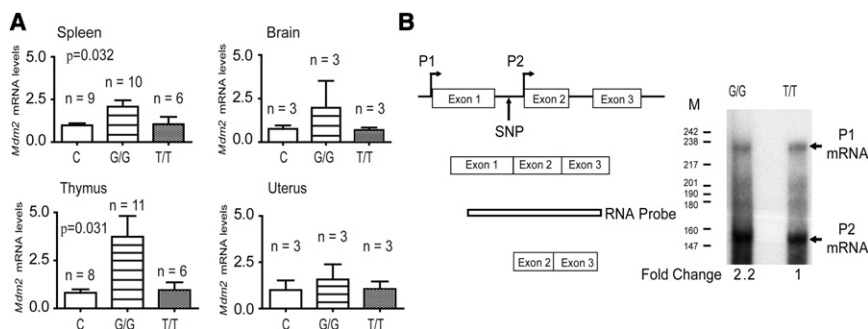 A
Spleen
Mdm2 mRNA levels
5.0
2.5
0.0
p=0.032
n = 9
n = 10
n = 6
C
G/G
T/T
Brain
Mdm2 mRNA levels
5.0
2.5
0.0
n = 3
n = 3
n = 3
C
G/G
T/T
Thymus
Mdm2 mRNA levels
5.0
2.5
0.0
p=0.031
n = 8
n = 11
n = 6
C
G/G
T/T
Uterus
Mdm2 mRNA levels
5.0
2.5
0.0
n = 3
n = 3
n = 3
C
G/G
T/T
B
P1
P2
Exon 1
Exon 2
Exon 3
SNP
Exon 1
Exon 2
Exon 3
RNA Probe
Exon 2
Exon 3
G/G
T/T
M
242
238
217
201
190
180
160
147
P1
mRNA
P2
mRNA
Fold Change
2.2
1